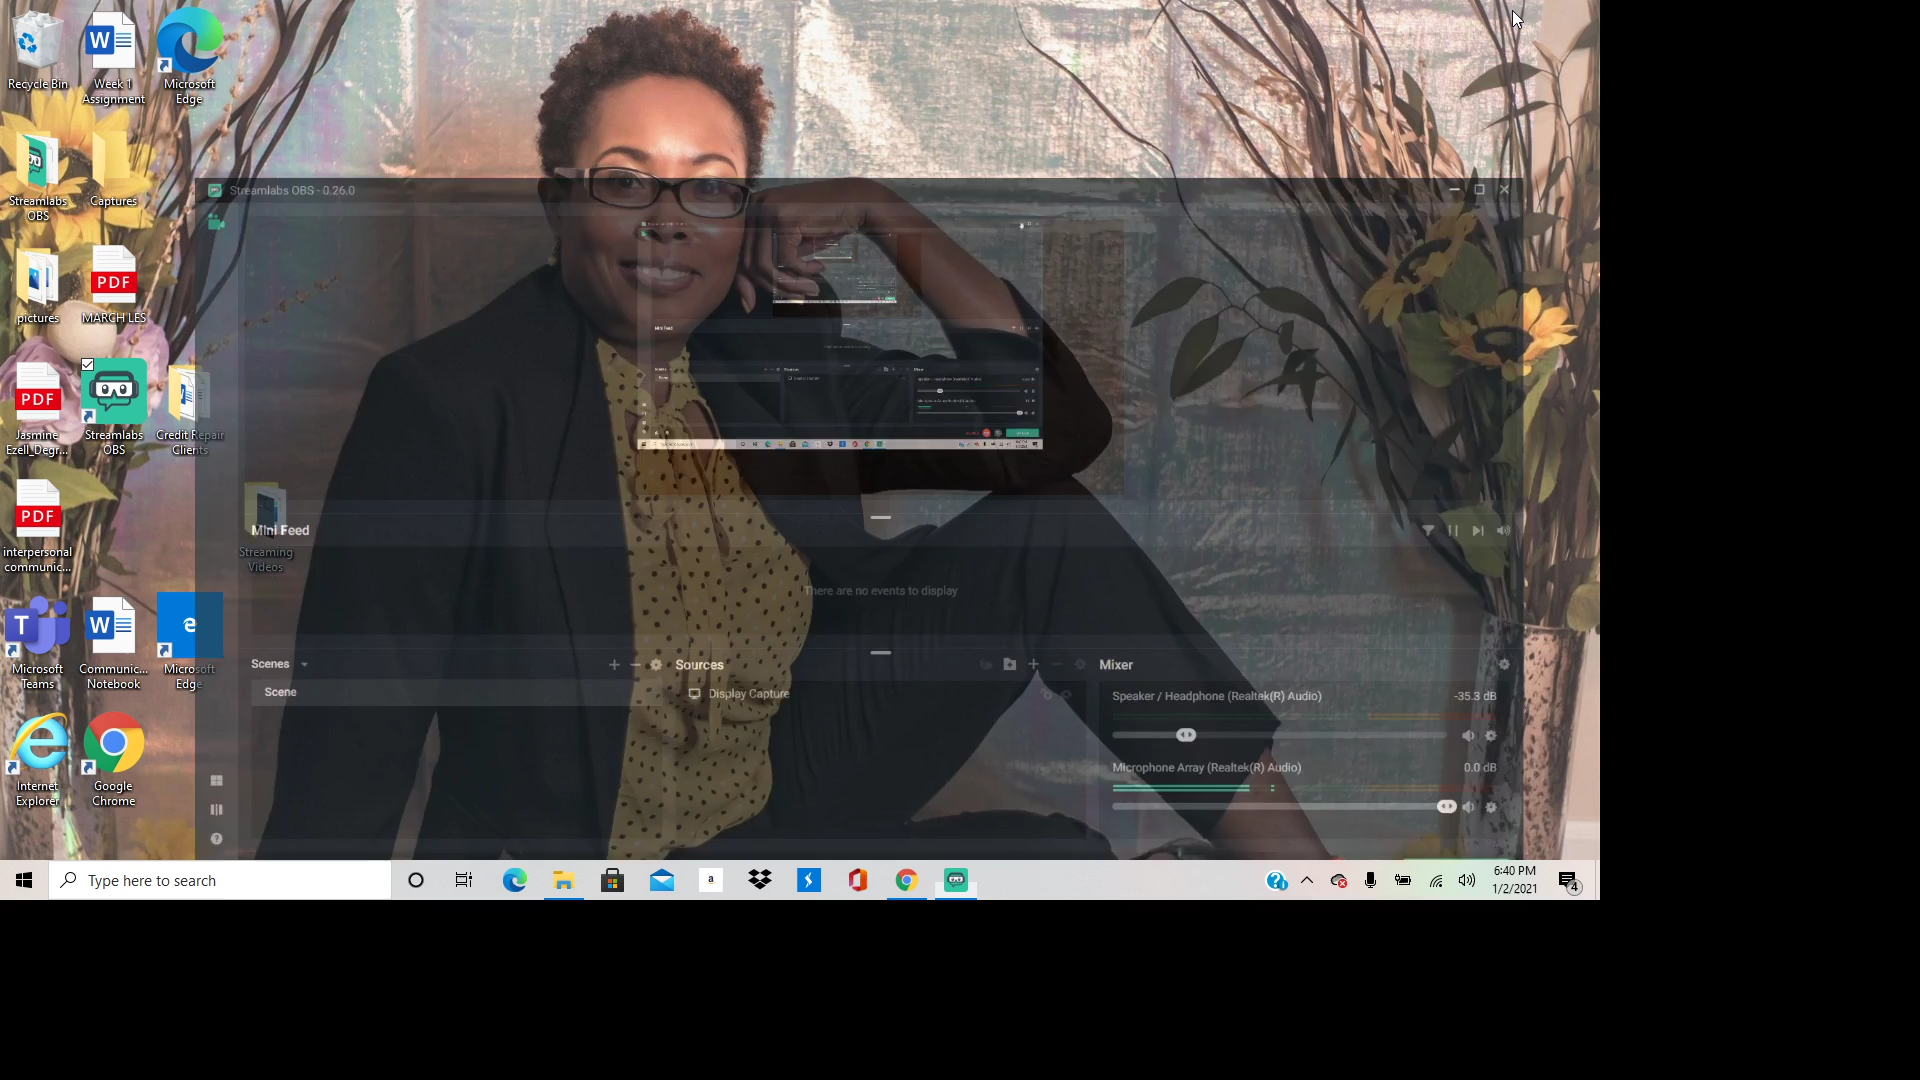 Recycle Bin
Week 1
Assignment
Microsoft
Edge
Streamlabs
OBS
Captures
pictures
MARCH LES
PDF
PDF
Jasmine
Ezell_Degr...
Streamlabs
OBS
Credit Repair
Clients
PDF
interpersonal
communic...
Streaming
Videos
Microsoft
Teams
Communic...
Notebook
Microsoft
Edge
Internet
Explorer
Google
Chrome
Streamlabs OBS - 0.26.0
Mini Feed
Mini Feed
There are no events to display
Scenes
Scene
Sources
Display Capture
Mixer
Speaker / Headphone (Realtek(R) Audio)
-35.3 dB
Microphone Array (Realtek(R) Audio)
0.0 dB
Type here to search
6:40 PM
1/2/2021
4